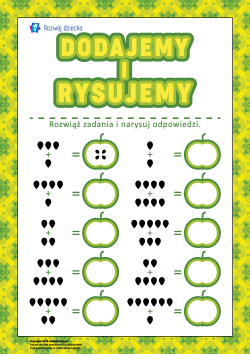 Rozwój dziecka
DODAJEMY
I
RYSUJEMY
Rozwiąż zadania i narysuj odpowiedzi.
+ = + =
+ = + =
+ = + =
+ = + =
+ = + =